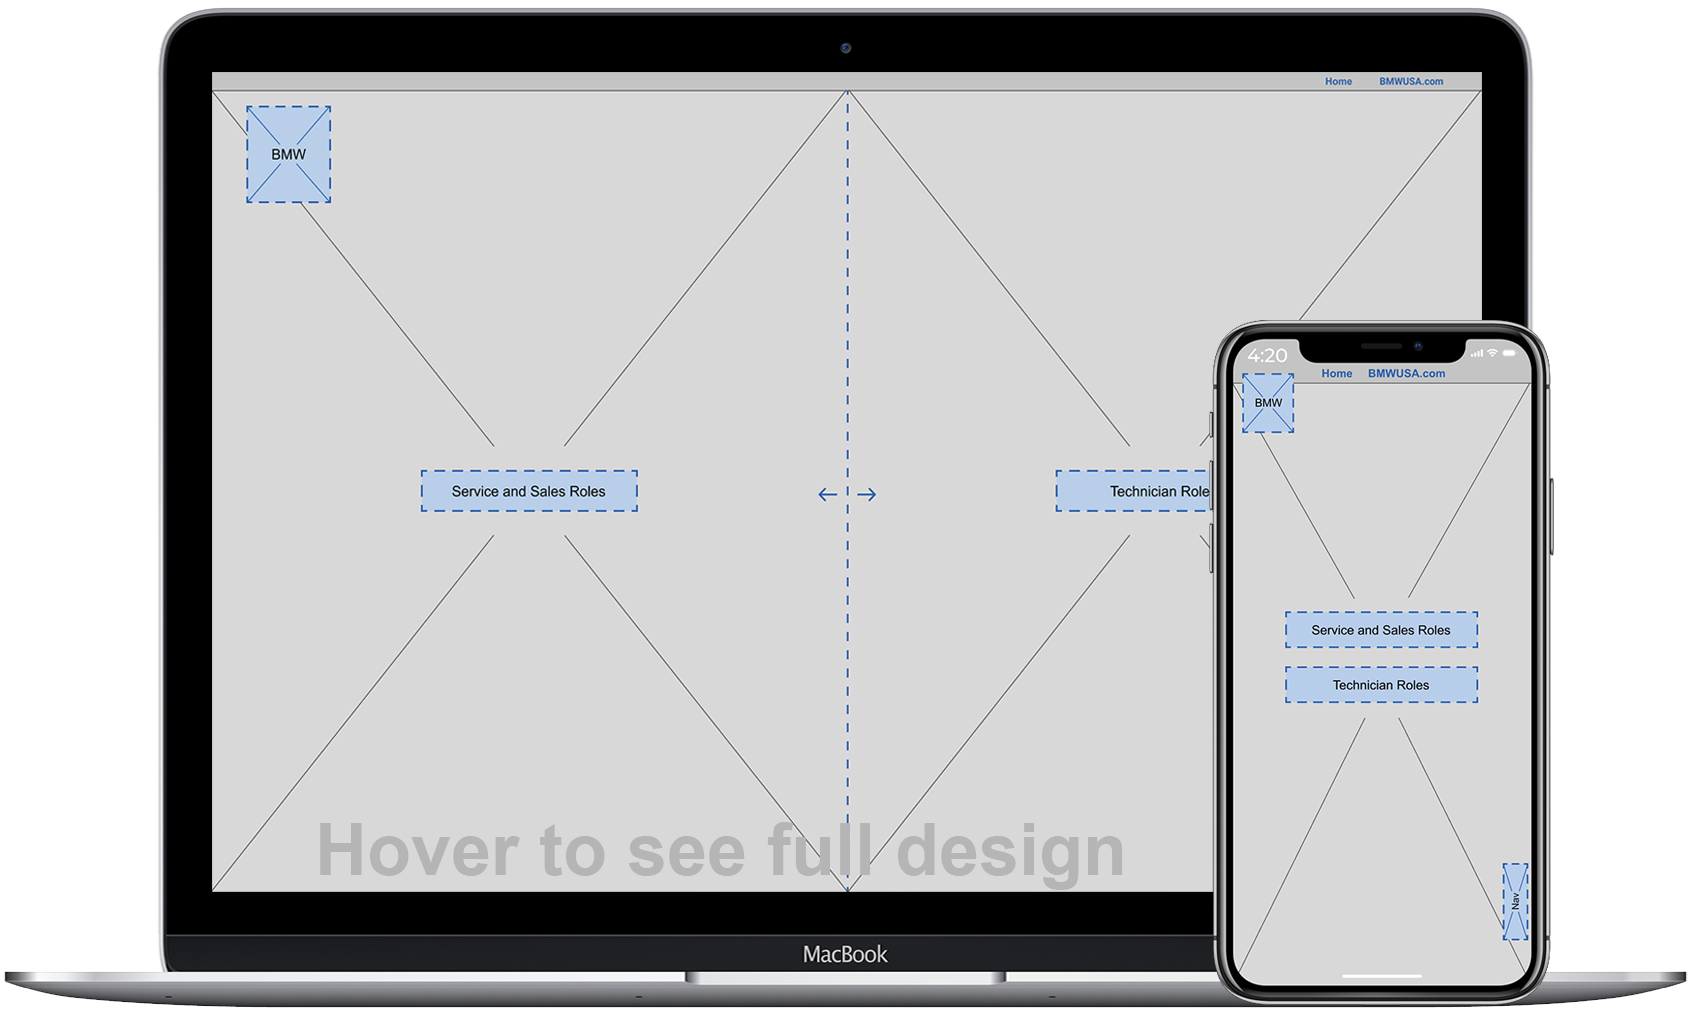 Home BMWUSA.com
BMW
Service and Sales Roles
Technician Role
Hover to see full design
MacBook
4:20
Home BMWUSA.com
BMW
Service and Sales Roles
Technician Roles
Nav